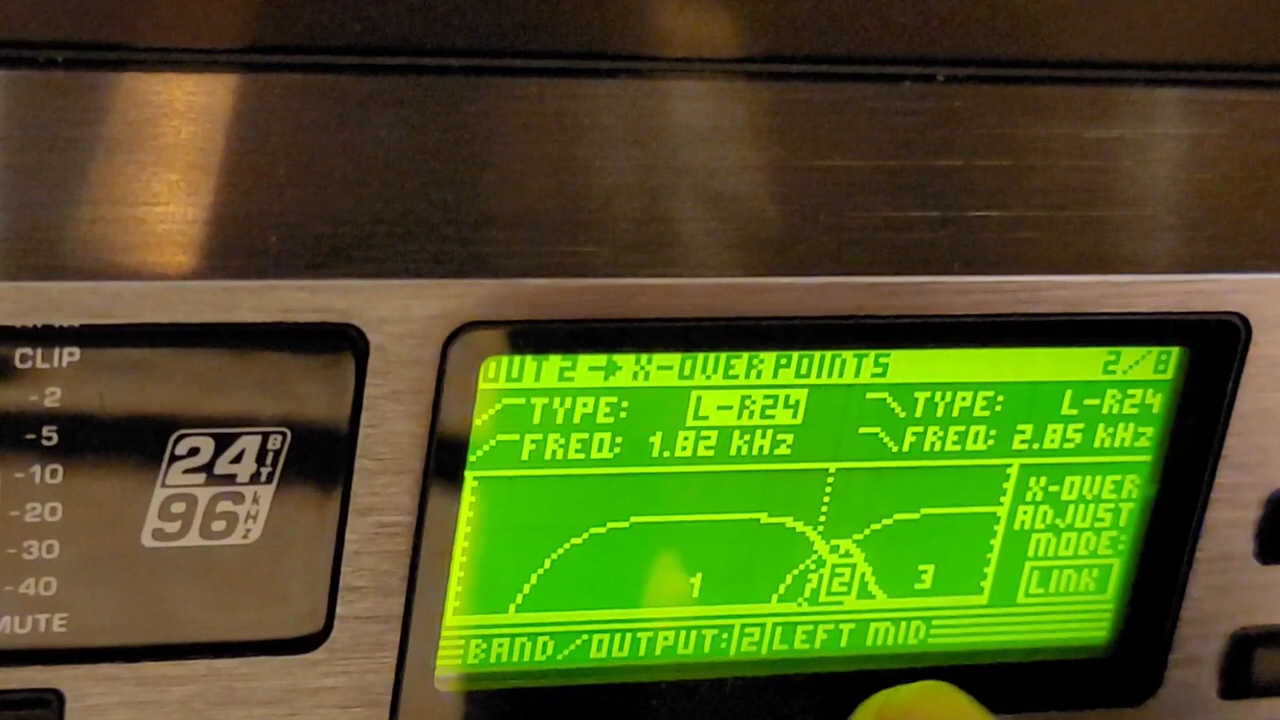 CLIP
-2
-5
-10
-20
-30
-40
MUTE
24 BIT
96 kHz
OUT 2 → X-OVER POINTS 2/8
TYPE: L-R24 TYPE: L-R24
FREQ: 1.82 kHz FREQ: 2.85 kHz
X-OVER
ADJUST
MODE:
LINK
1 2 3
BAND/OUTPUT:|2|LEFT MID